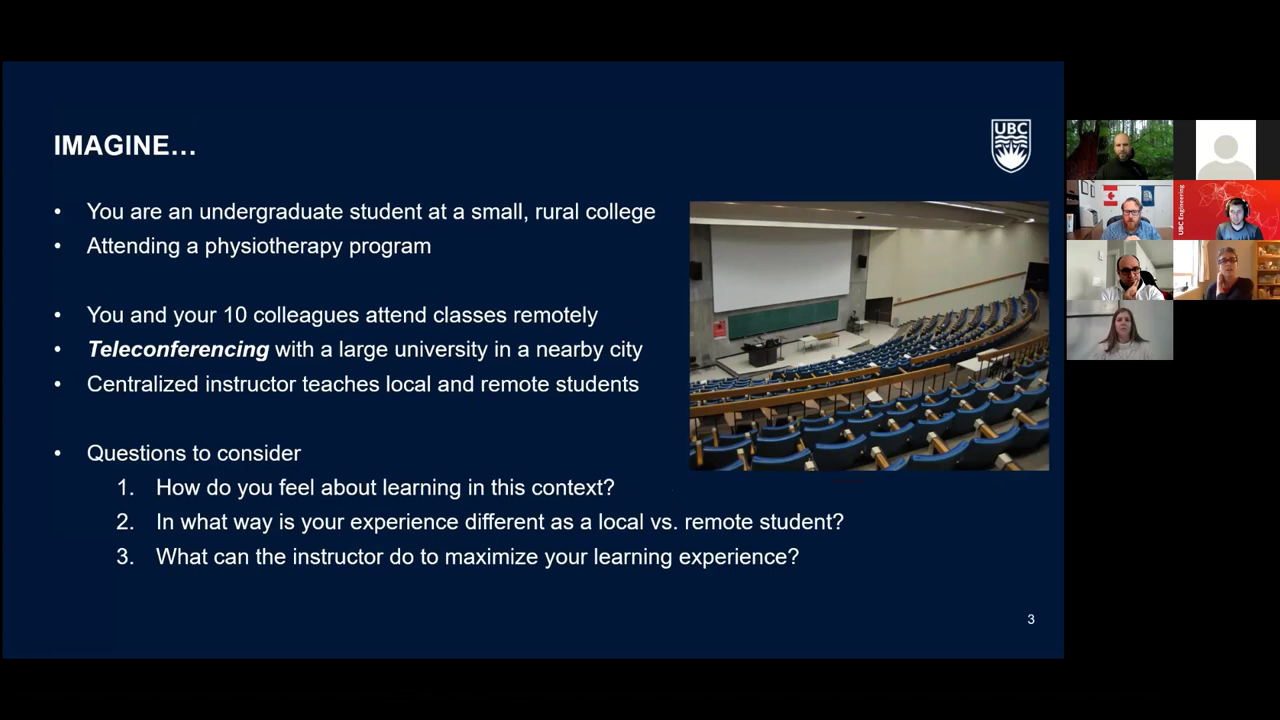 IMAGINE…
UBC
• You are an undergraduate student at a small, rural college
• Attending a physiotherapy program
• You and your 10 colleagues attend classes remotely
• Teleconferencing with a large university in a nearby city
• Centralized instructor teaches local and remote students
• Questions to consider
1. How do you feel about learning in this context?
2. In what way is your experience different as a local vs. remote student?
3. What can the instructor do to maximize your learning experience?
3
UBC Engineering